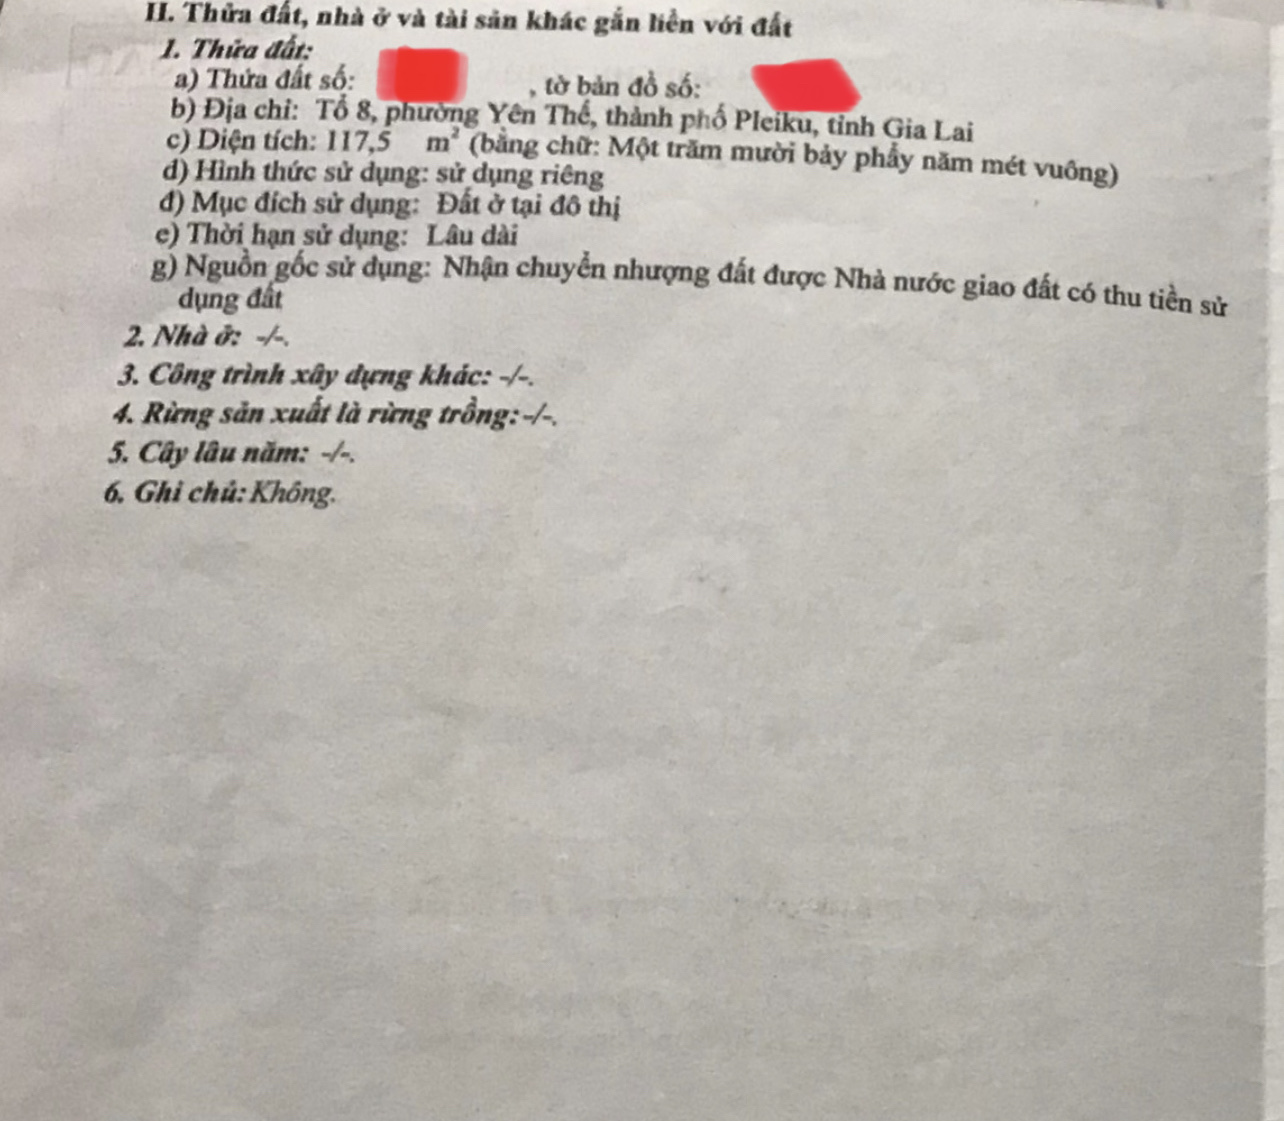 II. Thửa đất, nhà ở và tài sản khác gắn liền với đất
1. Thửa đất:
a) Thửa đất số: , tờ bản đồ số:
b) Địa chỉ: Tổ 8, phường Yên Thế, thành phố Pleiku, tỉnh Gia Lai
c) Diện tích: 117,5 m² (bằng chữ: Một trăm mười bảy phẩy năm mét vuông)
d) Hình thức sử dụng: sử dụng riêng
đ) Mục đích sử dụng: Đất ở tại đô thị
e) Thời hạn sử dụng: Lâu dài
g) Nguồn gốc sử dụng: Nhận chuyển nhượng đất được Nhà nước giao đất có thu tiền sử
dụng đất
2. Nhà ở: -/-.
3. Công trình xây dựng khác: -/-.
4. Rừng sản xuất là rừng trồng: -/-.
5. Cây lâu năm: -/-.
6. Ghi chú: Không.